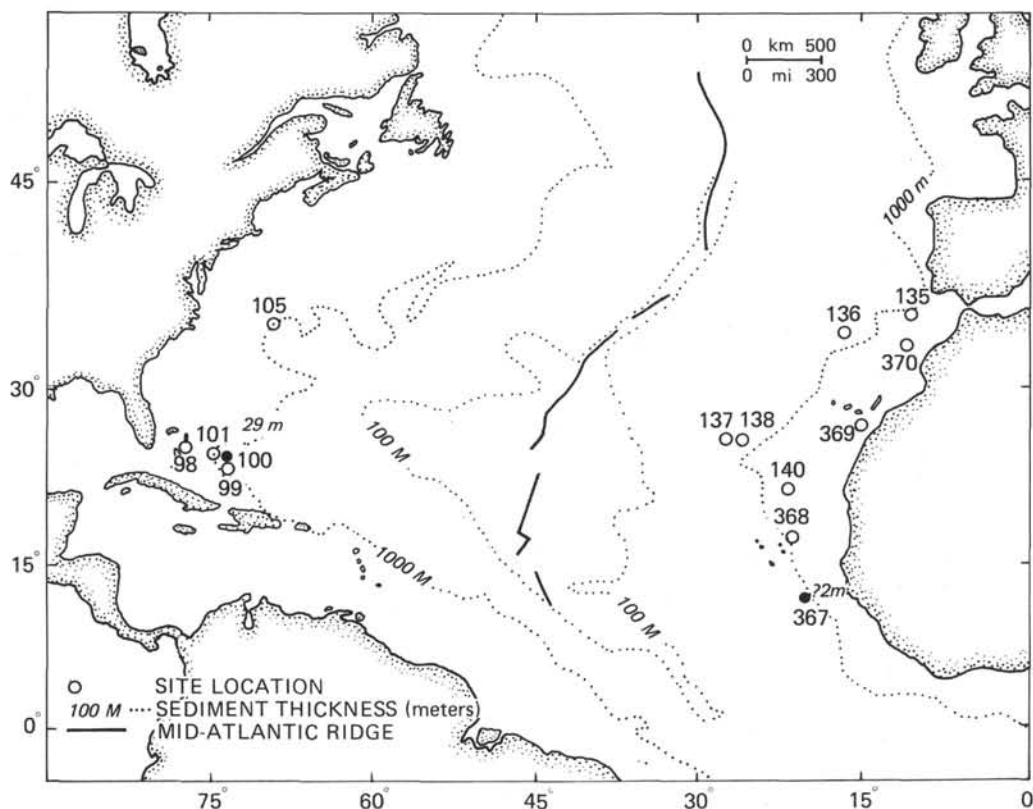 0 km 500
0 mi 300
45°
1000 m
105
136
135
370
30°
29 m
101
98
100
99
100 M
137 138
369
140
368
1000 M
15°
?2m
367
100 M
SITE LOCATION
100 M ···· SEDIMENT THICKNESS (meters)
MID-ATLANTIC RIDGE
0°
75° 60° 45° 30° 15° 0